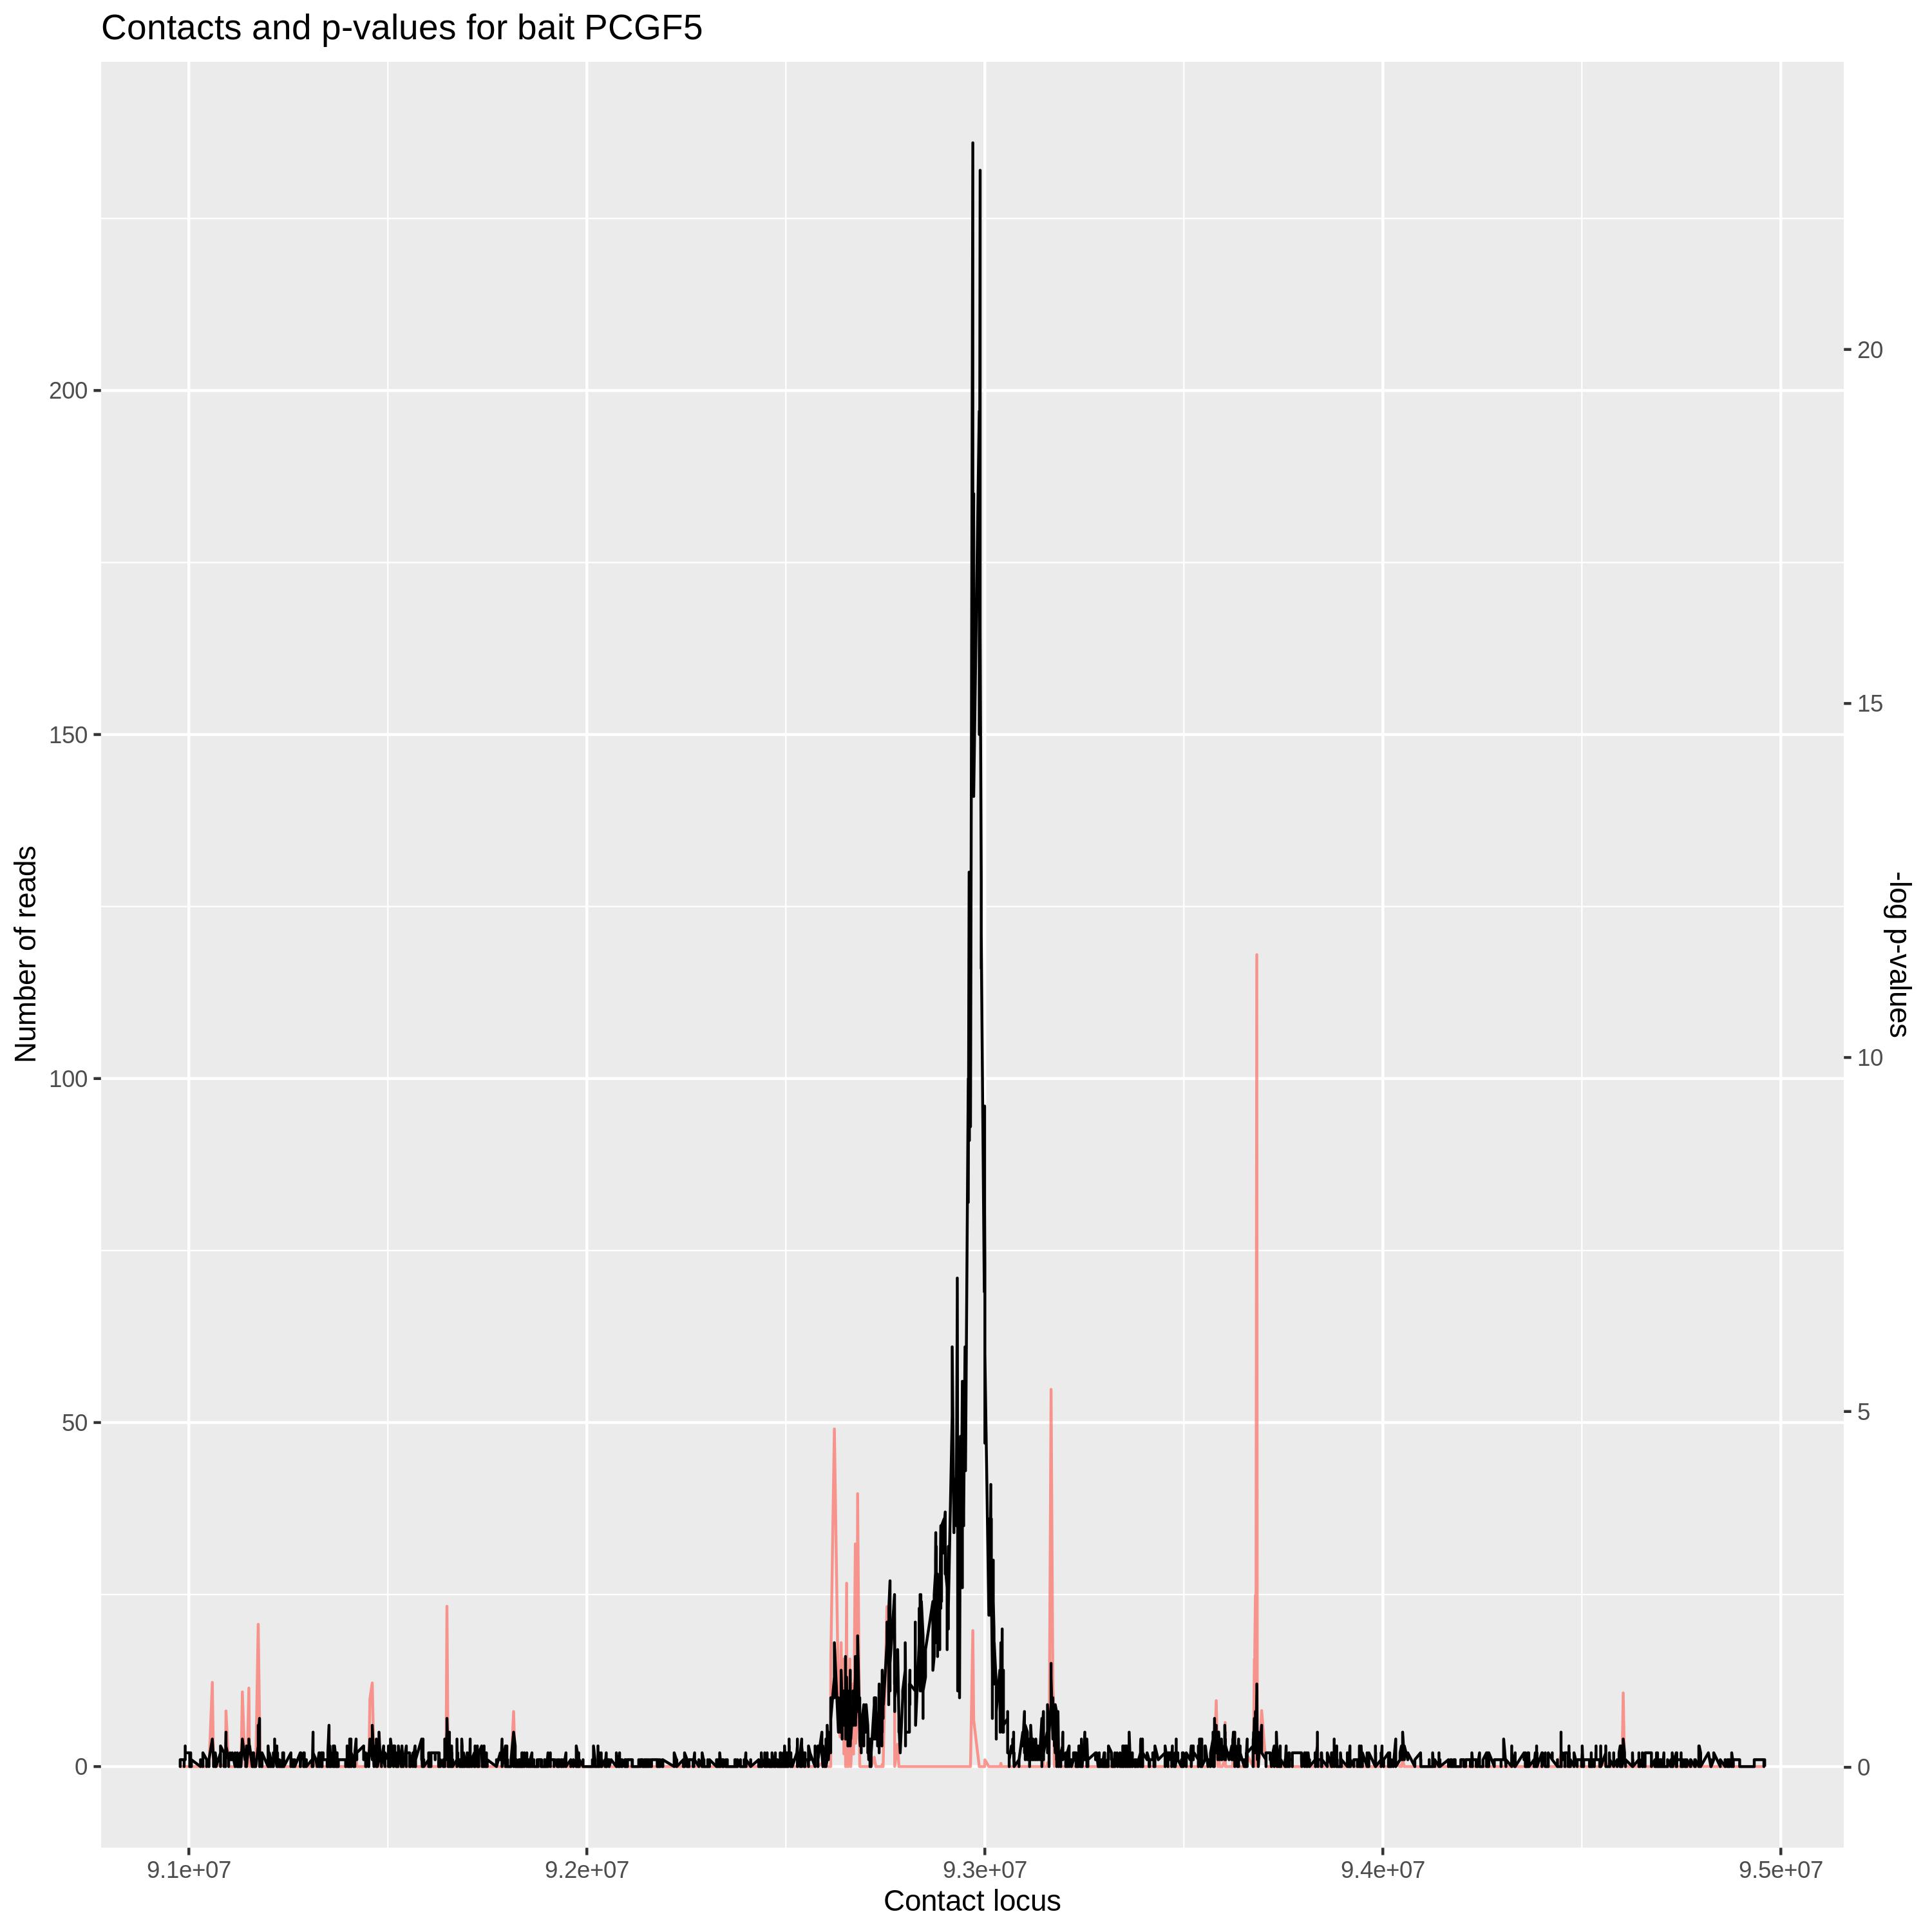 Contacts and p-values for bait PCGF5
Number of reads
200
150
100
50
0
20
15
10
5
0
-log p-values
9.1e+07 9.2e+07 9.3e+07 9.4e+07 9.5e+07
Contact locus